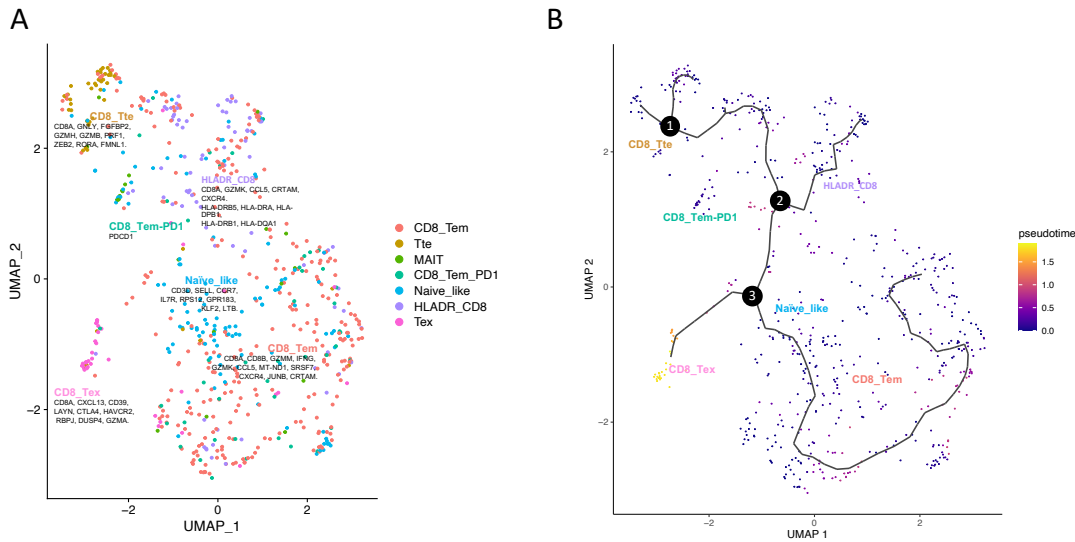 A
CD8_Tte
CD8A, GNLY, FGFBP2,
GZMH, GZMB, PRF1,
ZEB2, RORA, FMNL1.
HLADR_CD8
CD8A, GZMK, CCL5, CRTAM,
CXCR4.
HLA-DRB5, HLA-DRA, HLA-
DPB1,
HLA-DRB1, HLA-DQA1
CD8_Tem-PD1
PDCD1
Naïve_like
CD3D, SELL, CCR7,
IL7R, RPS12, GPR183,
KLF2, LTB.
CD8_Tem
CD8A, CD8B, GZMM, IFNG,
GZMK, CCL5, MT-ND1, SRSF7,
CXCR4, JUNB, CRTAM.
CD8_Tex
CD8A, CXCL13, CD39,
LAYN, CTLA4, HAVCR2,
RBPJ, DUSP4, GZMA.
2
0
−2
−2
0
2
UMAP_1
UMAP_2
CD8_Tem
Tte
MAIT
CD8_Tem_PD1
Naive_like
HLADR_CD8
Tex
B
1
2
3
CD8_Tte
HLADR_CD8
CD8_Tem-PD1
Naïve_like
CD8_Tex
CD8_Tem
2
0
−2
−2
0
2
UMAP 1
UMAP 2
pseudotime
1.5
1.0
0.5
0.0